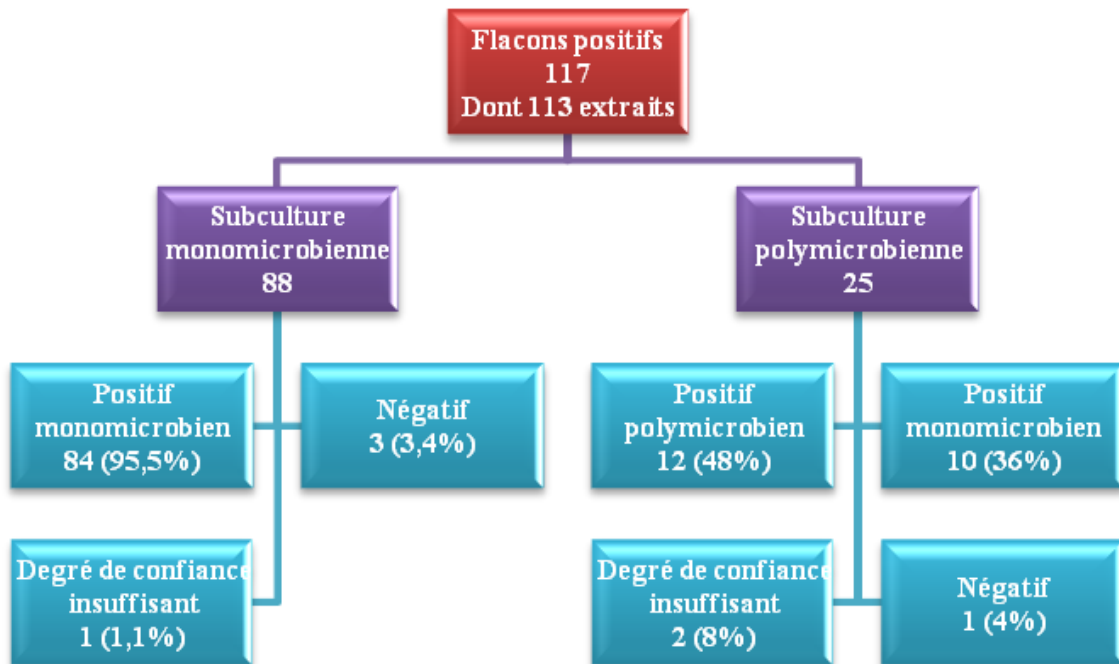 Flacons positifs
117
Dont 113 extraits
Subculture
monomicrobienne
88
Subculture
polymicrobienne
25
Positif
monomicrobien
84 (95,5%)
Négatif
3 (3,4%)
Positif
polymicrobien
12 (48%)
Positif
monomicrobien
10 (36%)
Degré de confiance
insuffisant
1 (1,1%)
Degré de confiance
insuffisant
2 (8%)
Négatif
1 (4%)